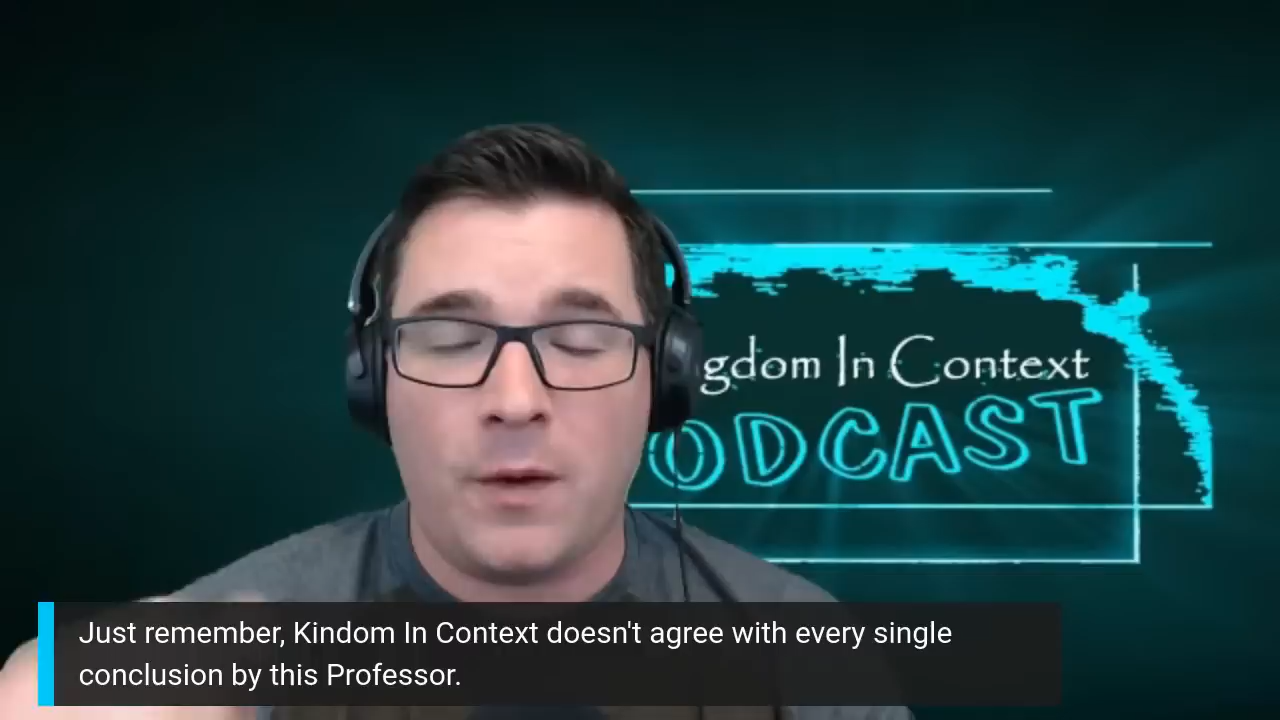 gdom In Context
ODCAST
Just remember, Kindom In Context doesn't agree with every single
conclusion by this Professor.